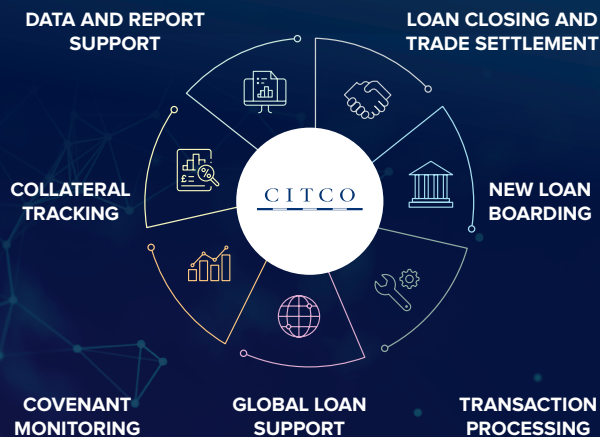 DATA AND REPORT
SUPPORT
LOAN CLOSING AND
TRADE SETTLEMENT
COLLATERAL
TRACKING
£=
%
CITCO
NEW LOAN
BOARDING
COVENANT
MONITORING
GLOBAL LOAN
SUPPORT
TRANSACTION
PROCESSING